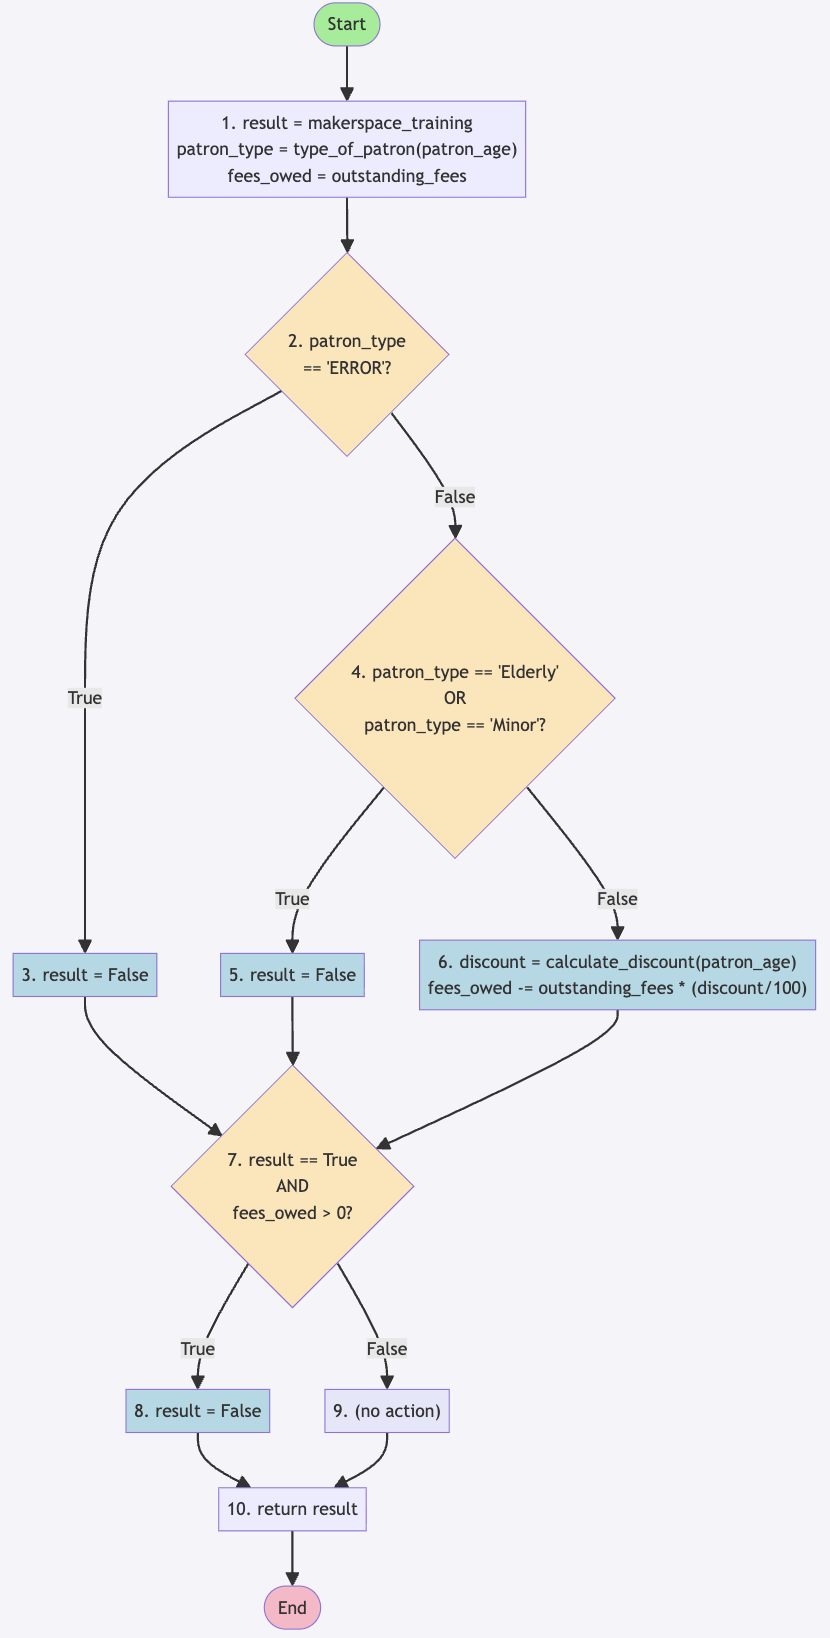 Start
1. result = makerspace_training
patron_type = type_of_patron(patron_age)
fees_owed = outstanding_fees
2. patron_type
== 'ERROR'?
False
4. patron_type == 'Elderly'
OR
patron_type == 'Minor'?
True
True
False
3. result = False
5. result = False
6. discount = calculate_discount(patron_age)
fees_owed -= outstanding_fees * (discount/100)
7. result == True
AND
fees_owed > 0?
True
False
8. result = False
9. (no action)
10. return result
End